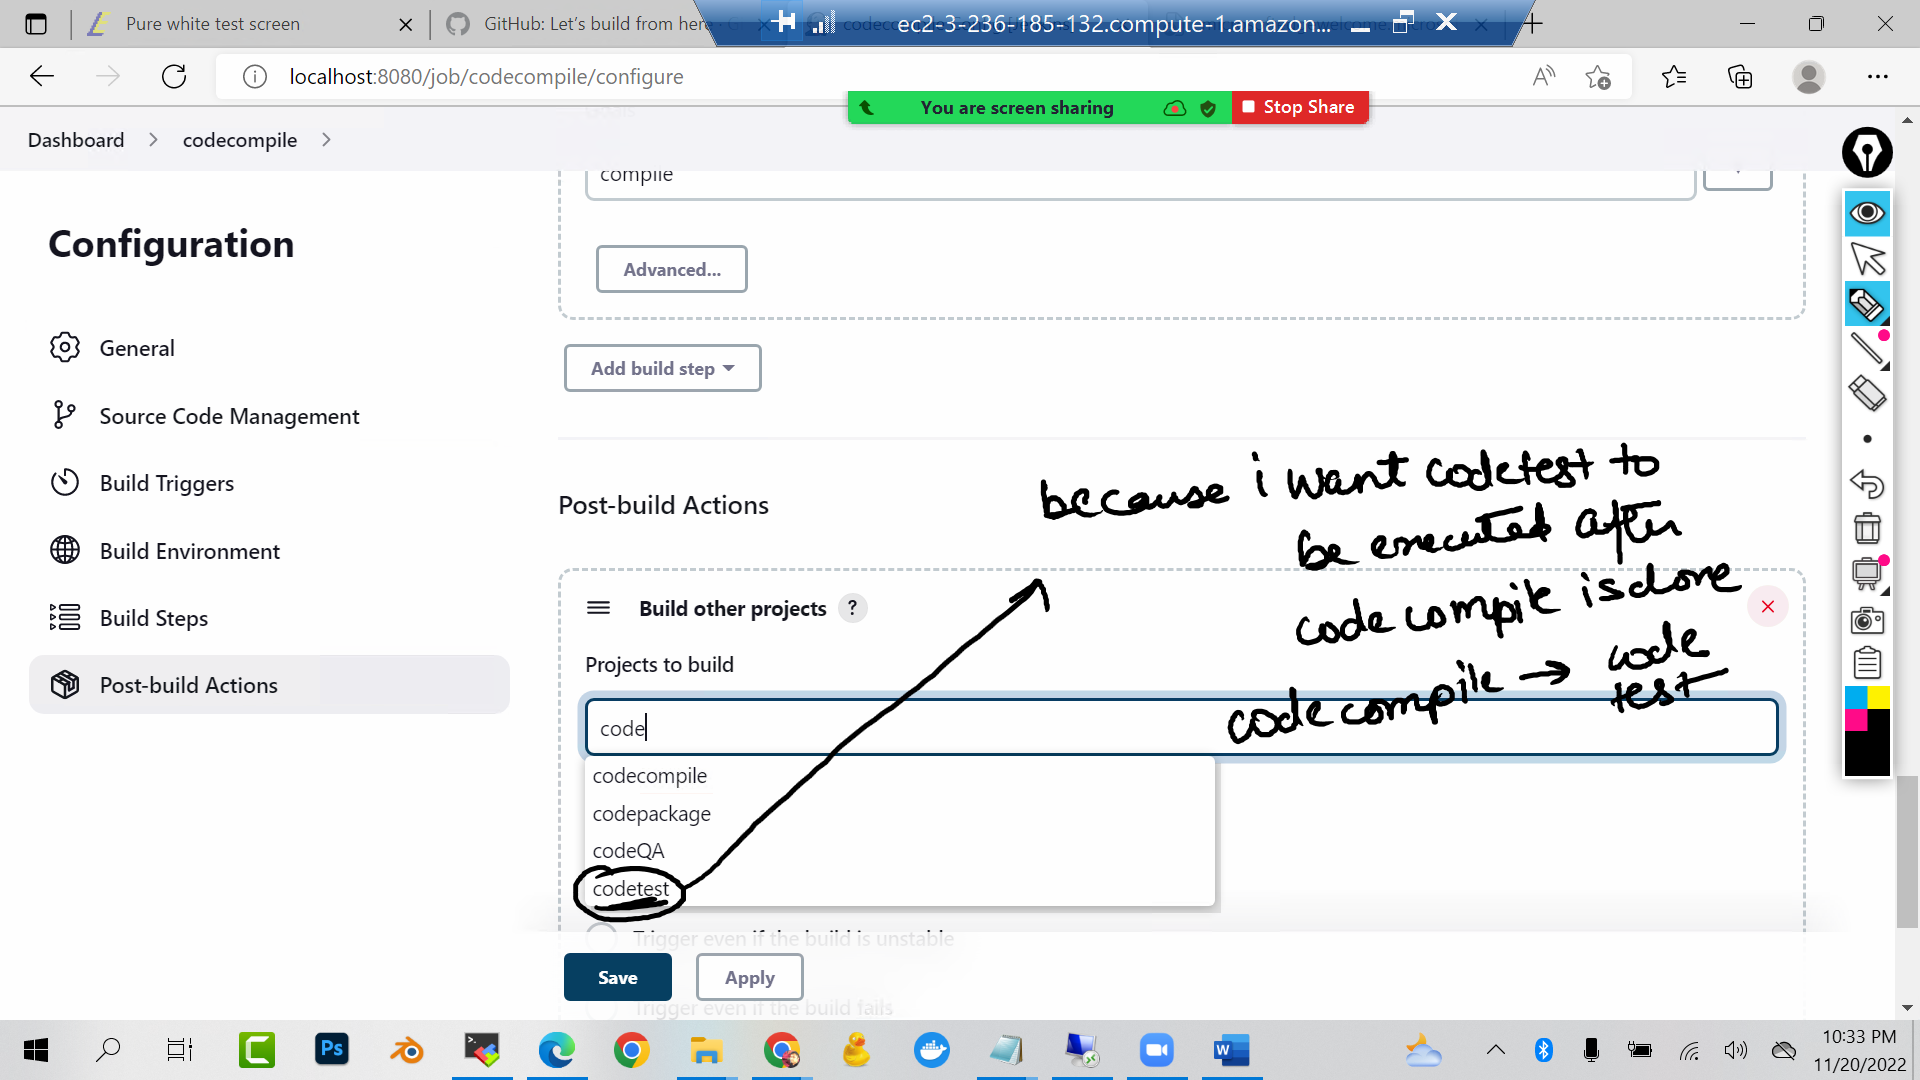 Pure white test screen
GitHub: Let's build from here
ec2-3-236-185-132.compute-1.amazon...
localhost:8080/job/codecompile/configure
You are screen sharing
Stop Share
Dashboard
codecompile
compile
Configuration
Advanced...
General
Add build step
Source Code Management
Build Triggers
Post-build Actions
because i want codetest to
be executed after
code compile is done
codecompile → code
test
Build Environment
Build Steps
Build other projects ?
Post-build Actions
Projects to build
code
codecompile
codepackage
codeQA
codetest
Trigger even if the build is unstable
Save
Apply
Trigger even if the build fails
Ps
W
10:33 PM
11/20/2022